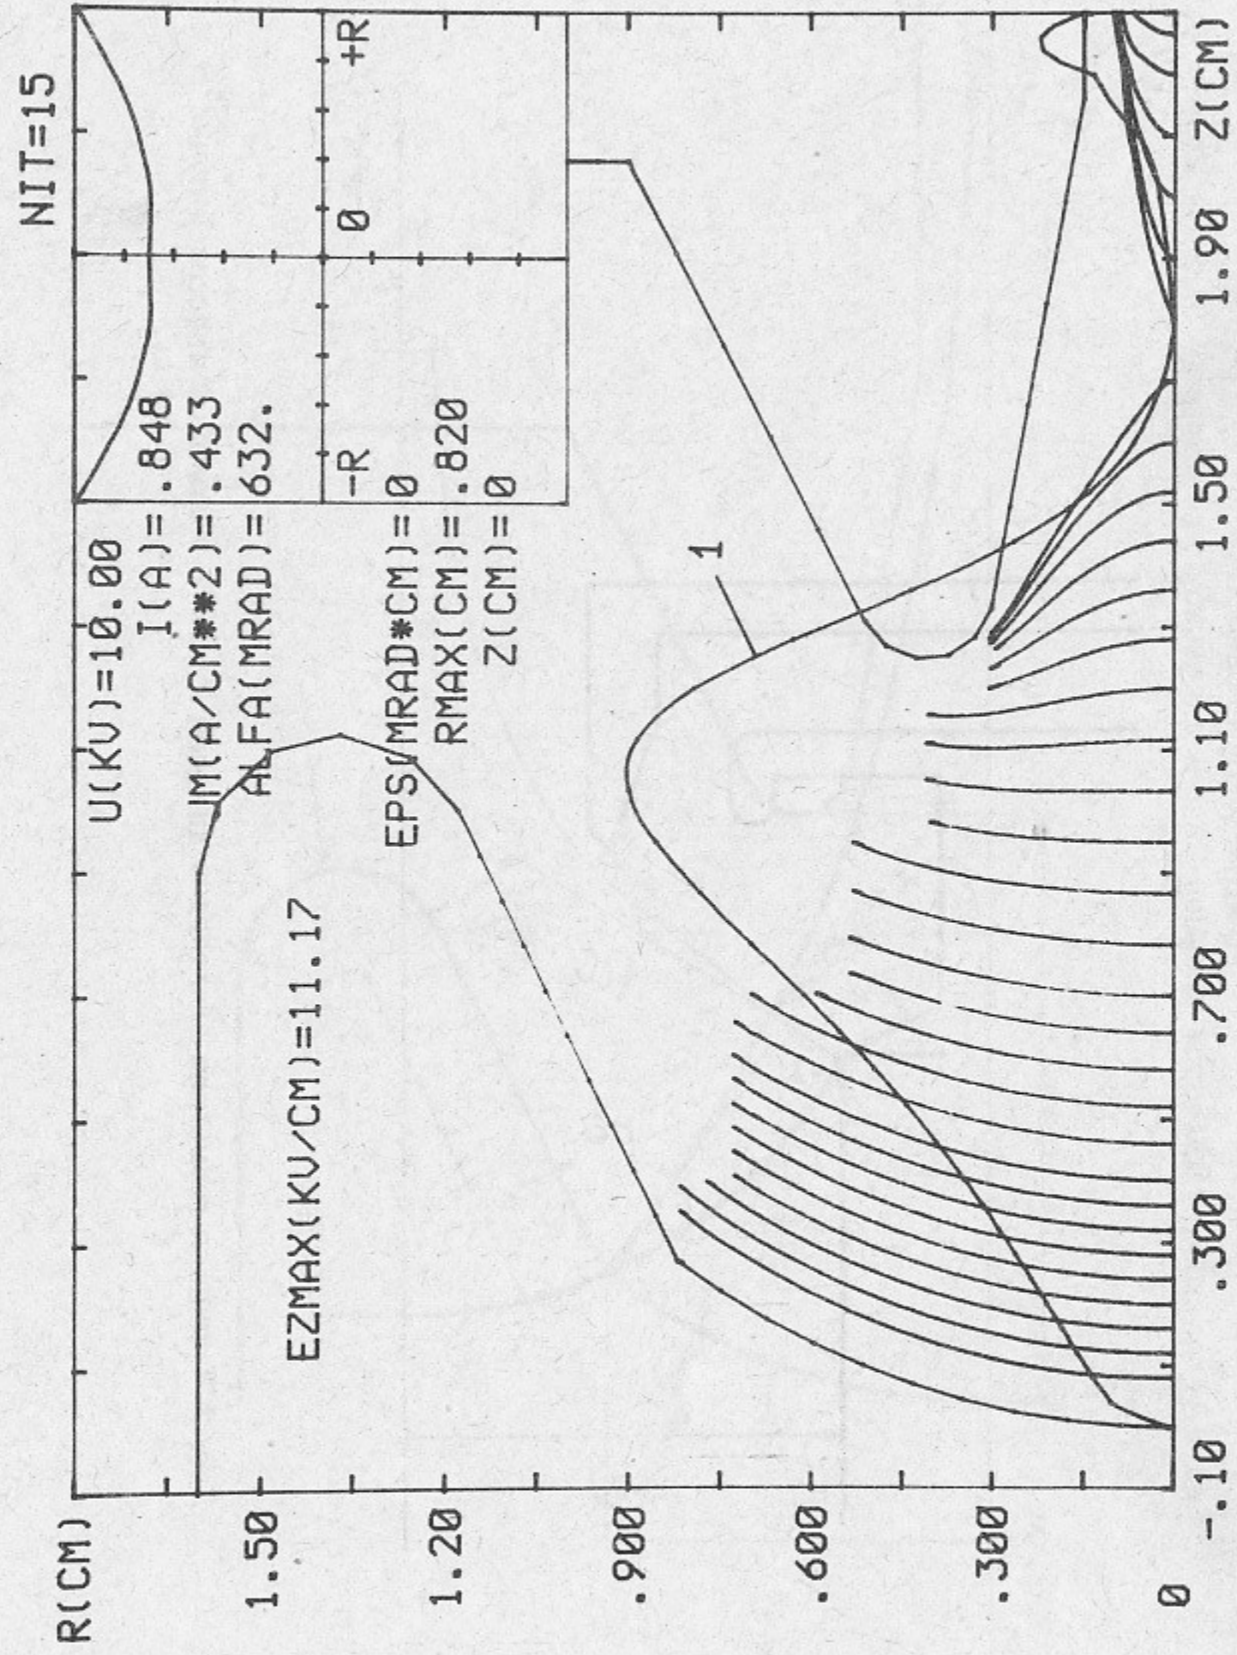 R(CM)
NIT=15
U(KV)=10.00
I(A)= .848
JM(A/CM**2)= .433
ALFA(MRAD)= 632.
EPS(MRAD*CM)= 0
RMAX(CM)= .820
Z(CM)= 0
EZMAX(KV/CM)=11.17
-R
0
+R
1
1.50
1.20
.900
.600
.300
0
-.10
.300
.700
1.10
1.50
1.90
Z(CM)